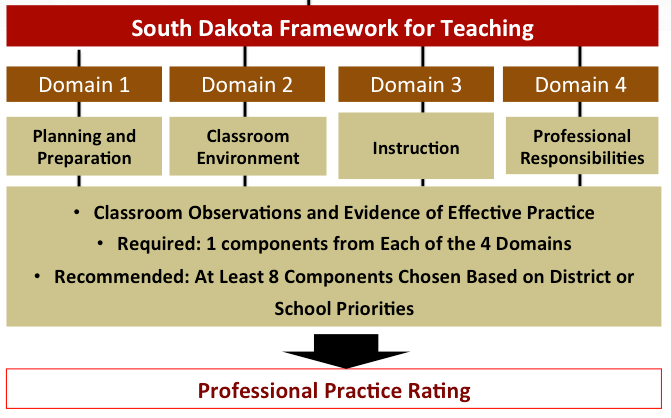 South Dakota Framework for Teaching
Domain 1
Domain 2
Domain 3
Domain 4
Planning and
Preparation
Classroom
Environment
Instruction
Professional
Responsibilities
• Classroom Observations and Evidence of Effective Practice
• Required: 1 components from Each of the 4 Domains
• Recommended: At Least 8 Components Chosen Based on District or
School Priorities
Professional Practice Rating